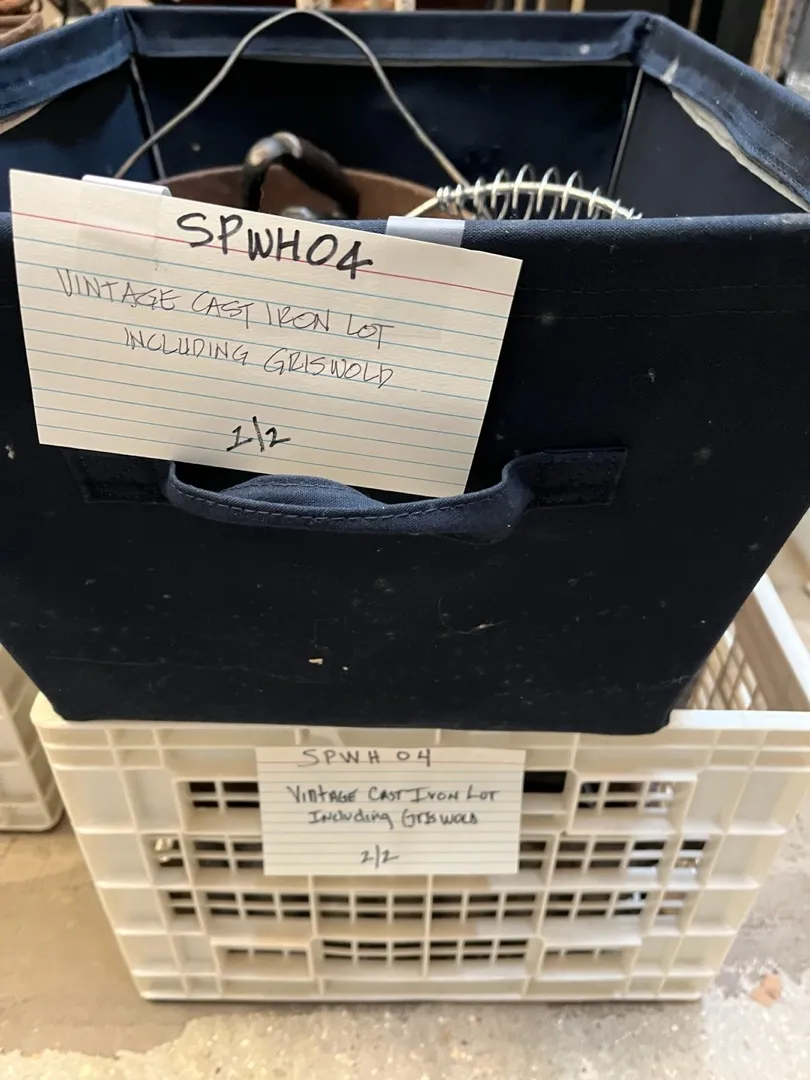 SPWH04
VINTAGE CAST IRON LOT
INCLUDING GRISWOLD
1/2
SPWH 04
VINTAGE CAST IRON LOT
INCLUDING GRISWOLD
2/2